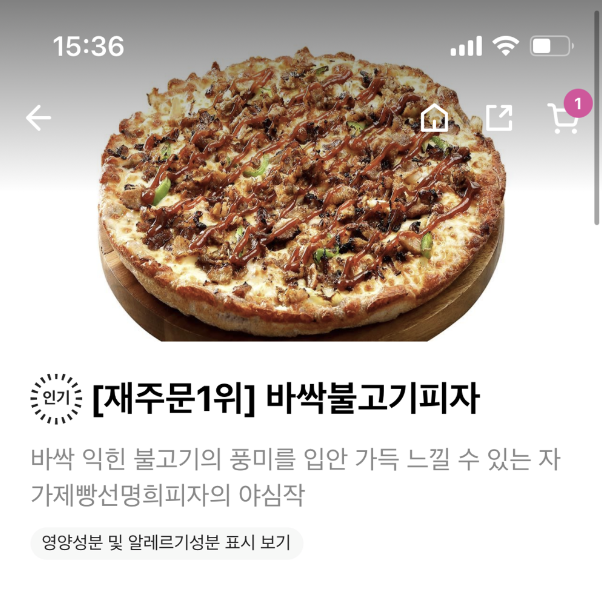 15:36
1
인기 [재주문1위] 바싹불고기피자
바싹 익힌 불고기의 풍미를 입안 가득 느낄 수 있는 자
가제빵선명희피자의 야심작
영양성분 및 알레르기성분 표시 보기